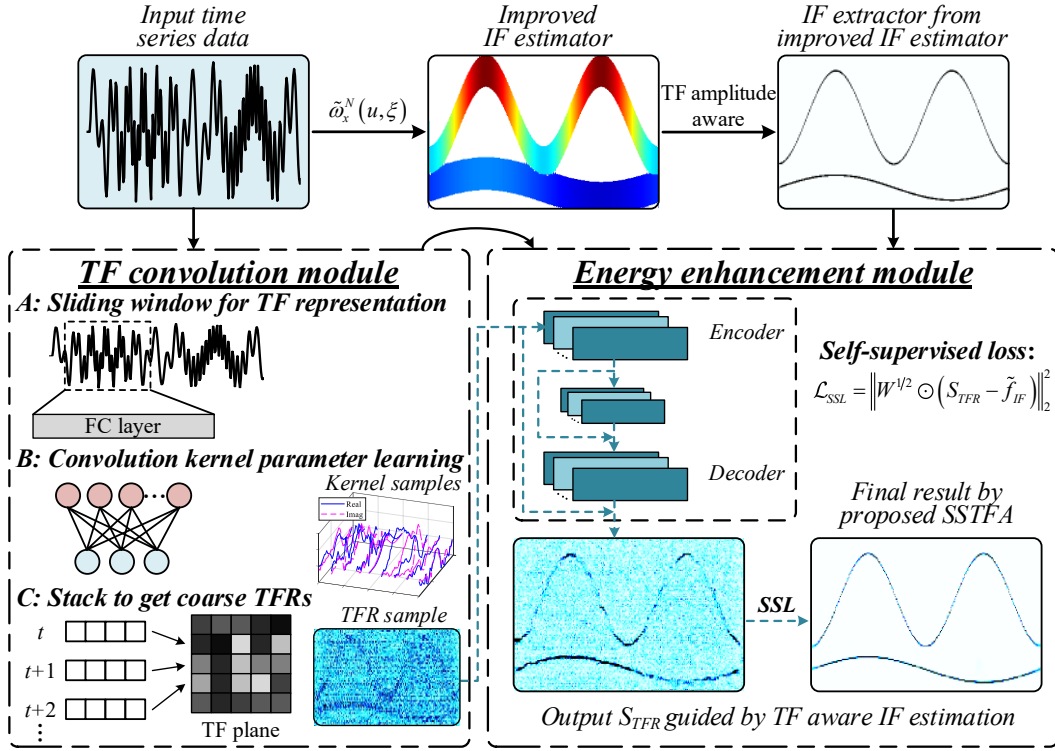 Input time
series data
Improved
IF estimator
IF extractor from
improved IF estimator
ω̃ₓᴺ(u,ξ)
TF amplitude
aware
TF convolution module
A: Sliding window for TF representation
FC layer
B: Convolution kernel parameter learning
Kernel samples
Real
Imag
C: Stack to get coarse TFRs
t
t+1
t+2
TF plane
TFR sample
Energy enhancement module
Encoder
Decoder
Self-supervised loss:
ℒ_SSL = ‖W^{1/2} ⊙ (S_TFR − f̃_IF)‖₂²
Final result by
proposed SSTFA
SSL
Output S_TFR guided by TF aware IF estimation